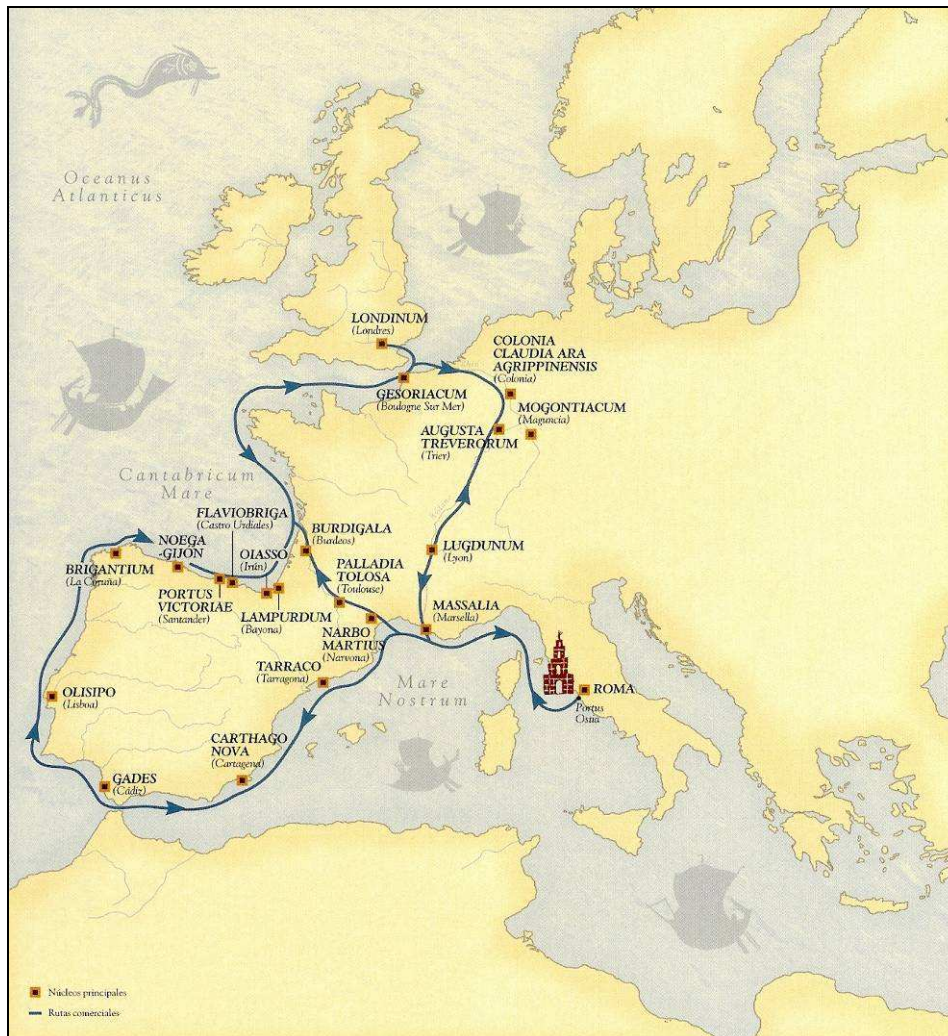 Oceanus
Atlanticus
LONDINUM
(Londres)
COLONIA
CLAUDIA ARA
AGRIPPINENSIS
(Colonia)
GESORIACUM
(Boulogne Sur Mer)
MOGONTIACUM
(Maguncia)
AUGUSTA
TREVERORUM
(Trier)
Cantabricum
Mare
FLAVIOBRIGA
(Castro Urdiales)
NOEGA
-GIJÓN
OIASSO
(Irún)
BURDIGALA
(Burdeos)
LUGDUNUM
(Lyon)
BRIGANTIUM
(La Coruña)
PALLADIA
TOLOSA
(Toulouse)
PORTUS
VICTORIAE
(Santander)
LAMPURDUM
(Bayona)
MASSALIA
(Marsella)
NARBO
MARTIUS
(Narvona)
TARRACO
(Tarragona)
Mare
Nostrum
ROMA
Portus
Ostia
OLISIPO
(Lisboa)
CARTHAGO
NOVA
(Cartagena)
GADES
(Cádiz)
Núcleos principales
Rutas comerciales